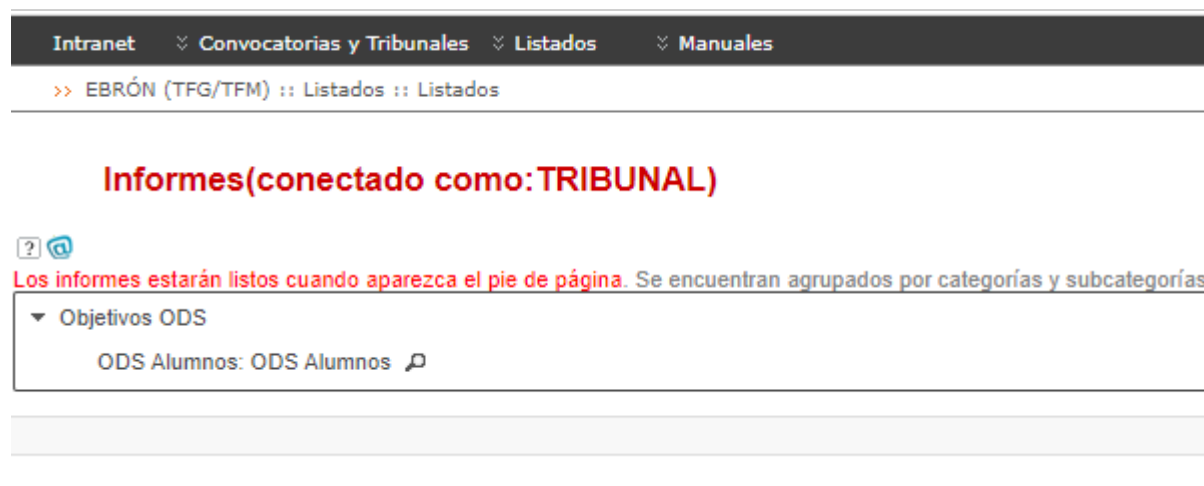 Intranet Convocatorias y Tribunales Listados Manuales
>> EBRÓN (TFG/TFM) :: Listados :: Listados
Informes(conectado como:TRIBUNAL)
? @
Los informes estarán listos cuando aparezca el pie de página. Se encuentran agrupados por categorías y subcategorías
Objetivos ODS
ODS Alumnos: ODS Alumnos